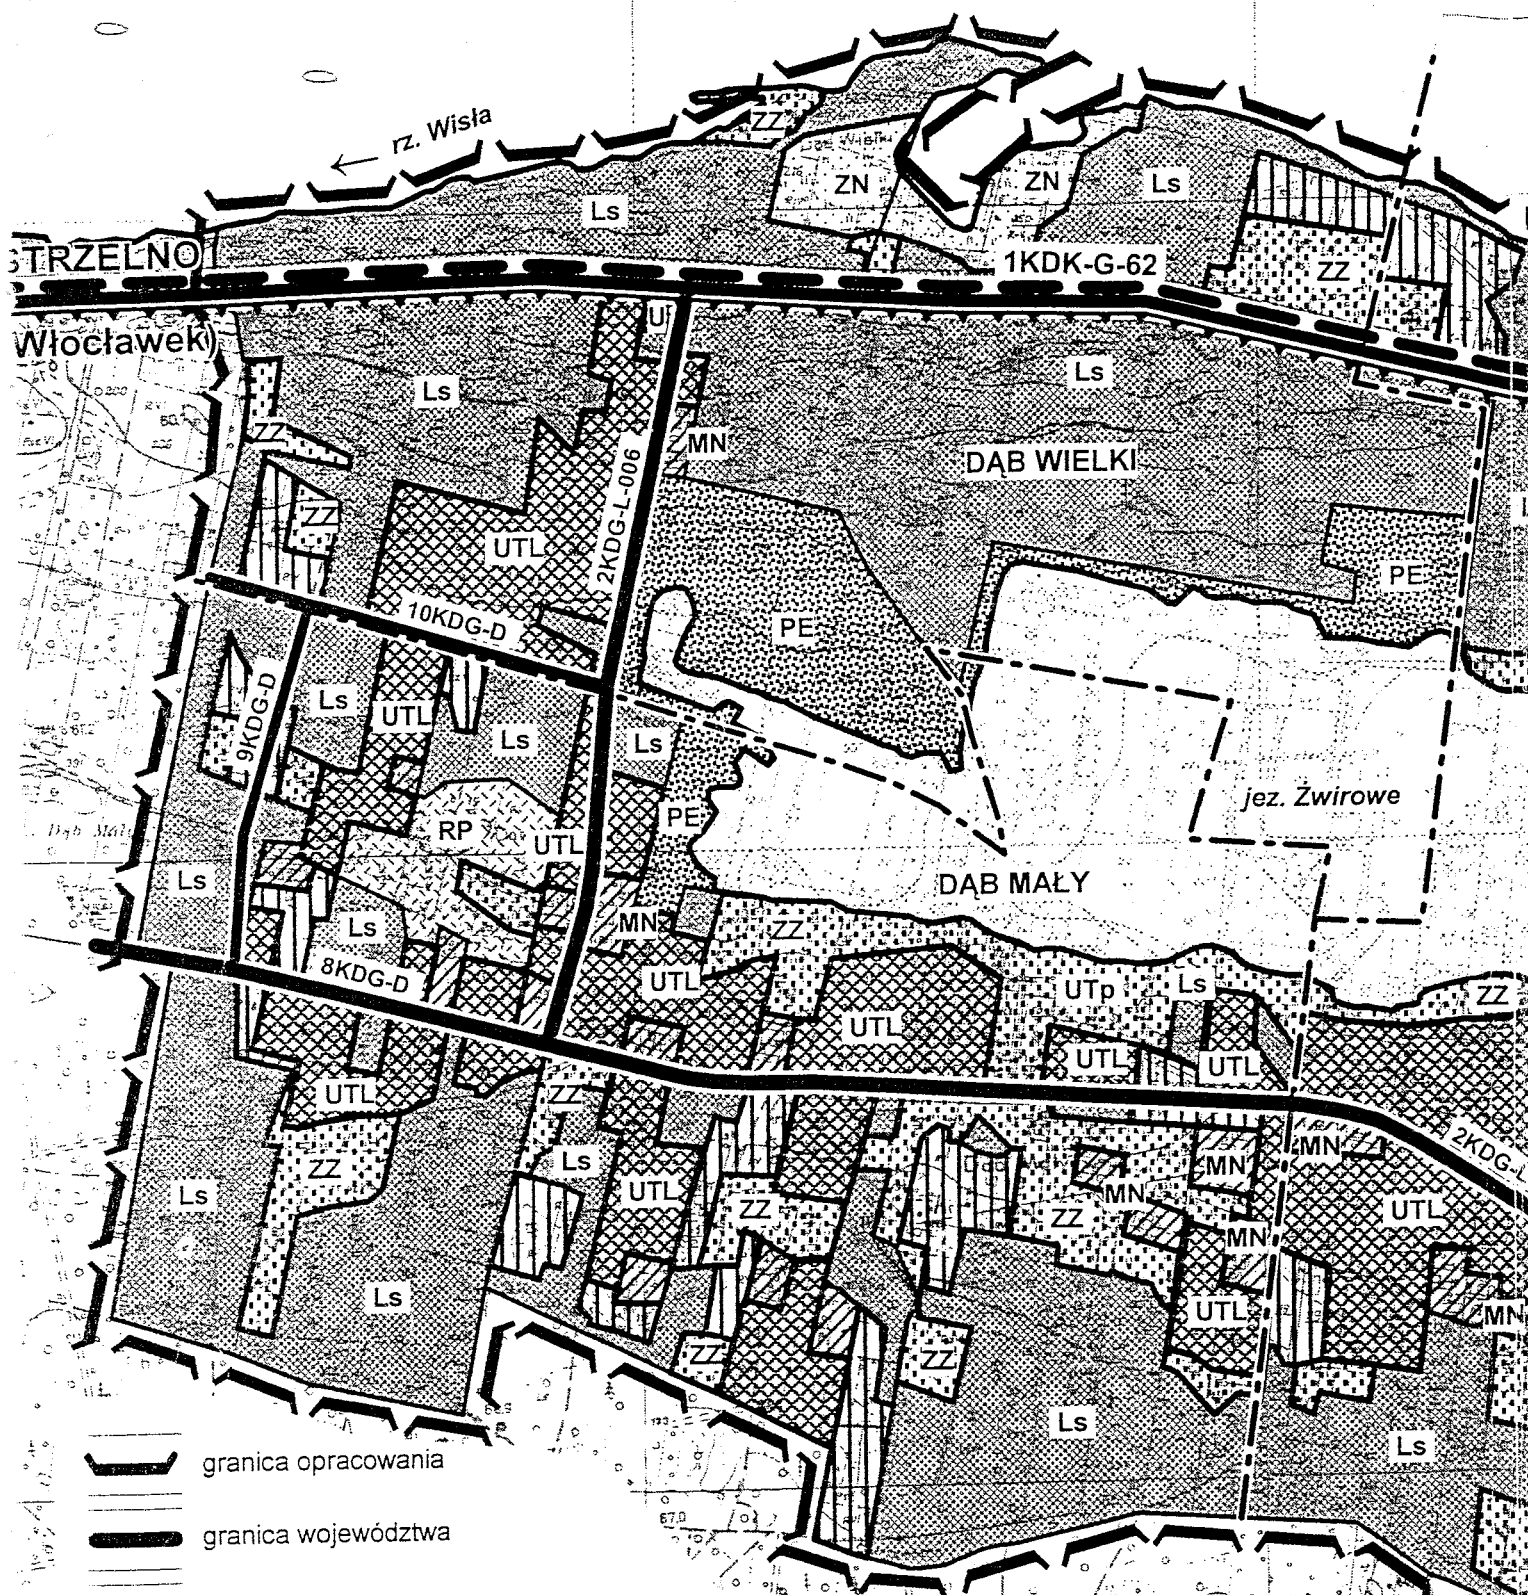 rz. Wisła
ZZ
ZN
ZN
Ls
Ls
STRZELNO
1KDK-G-62
ZZ
Włocławek)
Ls
Ls
ZZ
MN
DĄB WIELKI
2KDG-L-006
ZZ
UTL
PE
10KDG-D
PE
9KDG-D
Ls
UTL
Ls
Ls
jez. Żwirowe
RP
PE
UTL
Ls
DĄB MAŁY
Ls
MN
ZZ
8KDG-D
UTL
UTp
Ls
ZZ
UTL
UTL
UTL
UTL
ZZ
2KDG-L
MN
MN
Ls
ZZ
Ls
UTL
MN
ZZ
ZZ
UTL
MN
Ls
UTL
MN
ZZ
ZZ
Ls
Ls
granica opracowania
67,0
granica województwa